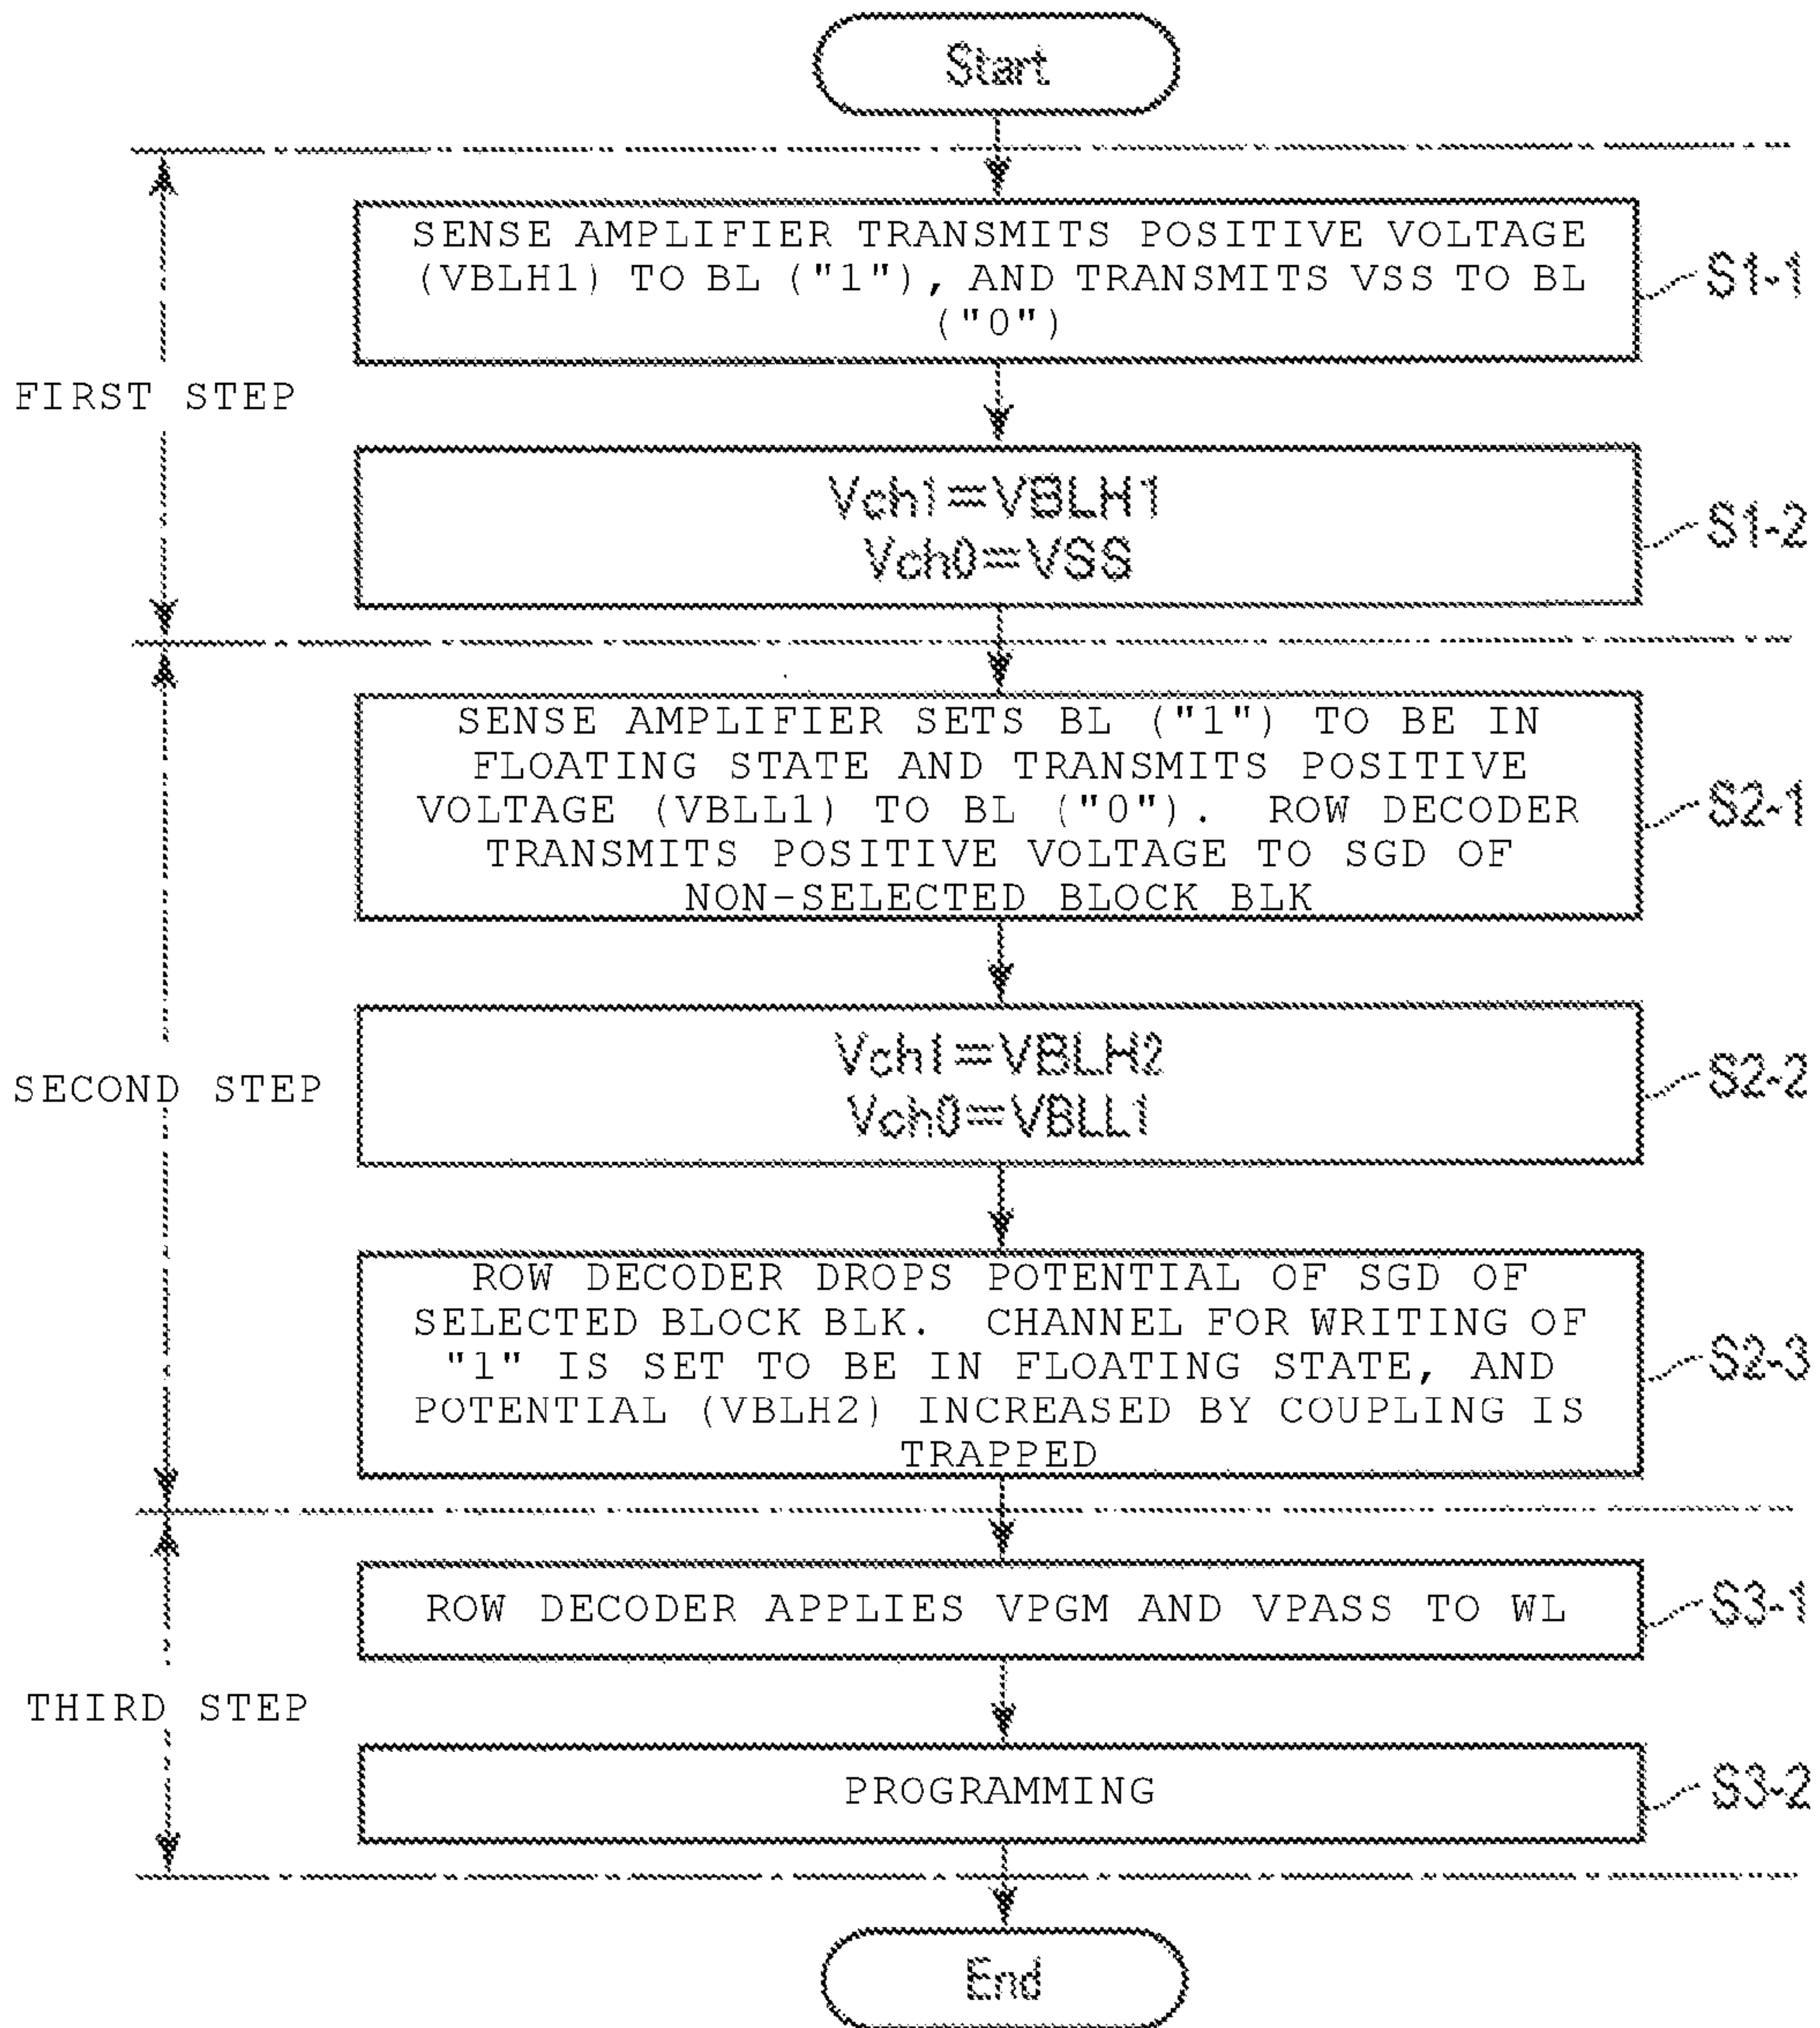 Start
SENSE AMPLIFIER TRANSMITS POSITIVE VOLTAGE
(VBLH1) TO BL ("1"), AND TRANSMITS VSS TO BL
("0")
S1-1
FIRST STEP
Vch1=VBLH1
Vch0=VSS
S1-2
SENSE AMPLIFIER SETS BL ("1") TO BE IN
FLOATING STATE AND TRANSMITS POSITIVE
VOLTAGE (VBLL1) TO BL ("0"). ROW DECODER
TRANSMITS POSITIVE VOLTAGE TO SGD OF
NON-SELECTED BLOCK BLK
S2-1
SECOND STEP
Vch1=VBLH2
Vch0=VBLL1
S2-2
ROW DECODER DROPS POTENTIAL OF SGD OF
SELECTED BLOCK BLK. CHANNEL FOR WRITING OF
"1" IS SET TO BE IN FLOATING STATE, AND
POTENTIAL (VBLH2) INCREASED BY COUPLING IS
TRAPPED
S2-3
ROW DECODER APPLIES VPGM AND VPASS TO WL
S3-1
THIRD STEP
PROGRAMMING
S3-2
End